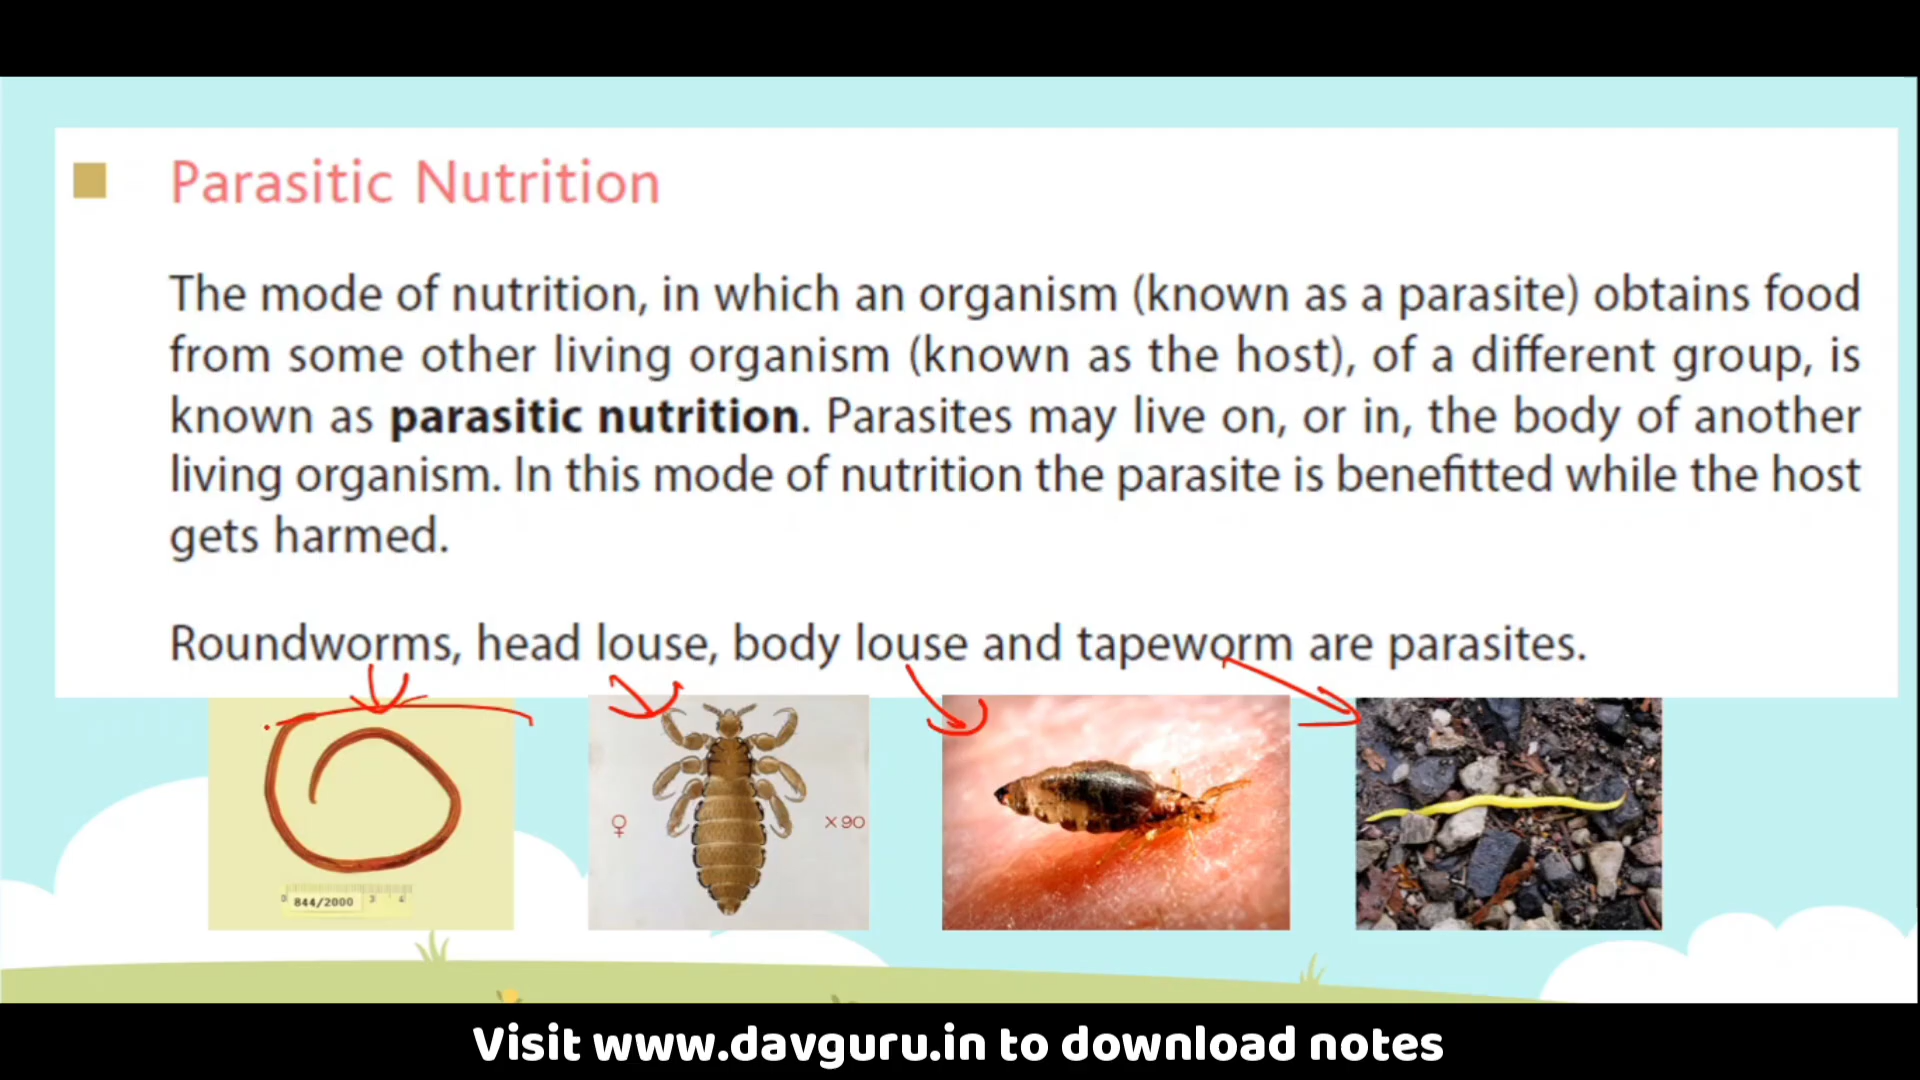 Parasitic Nutrition
The mode of nutrition, in which an organism (known as a parasite) obtains food
from some other living organism (known as the host), of a different group, is
known as parasitic nutrition. Parasites may live on, or in, the body of another
living organism. In this mode of nutrition the parasite is benefitted while the host
gets harmed.
Roundworms, head louse, body louse and tapeworm are parasites.
♀ ×90
0 844/2000 3 4
Visit www.davguru.in to download notes